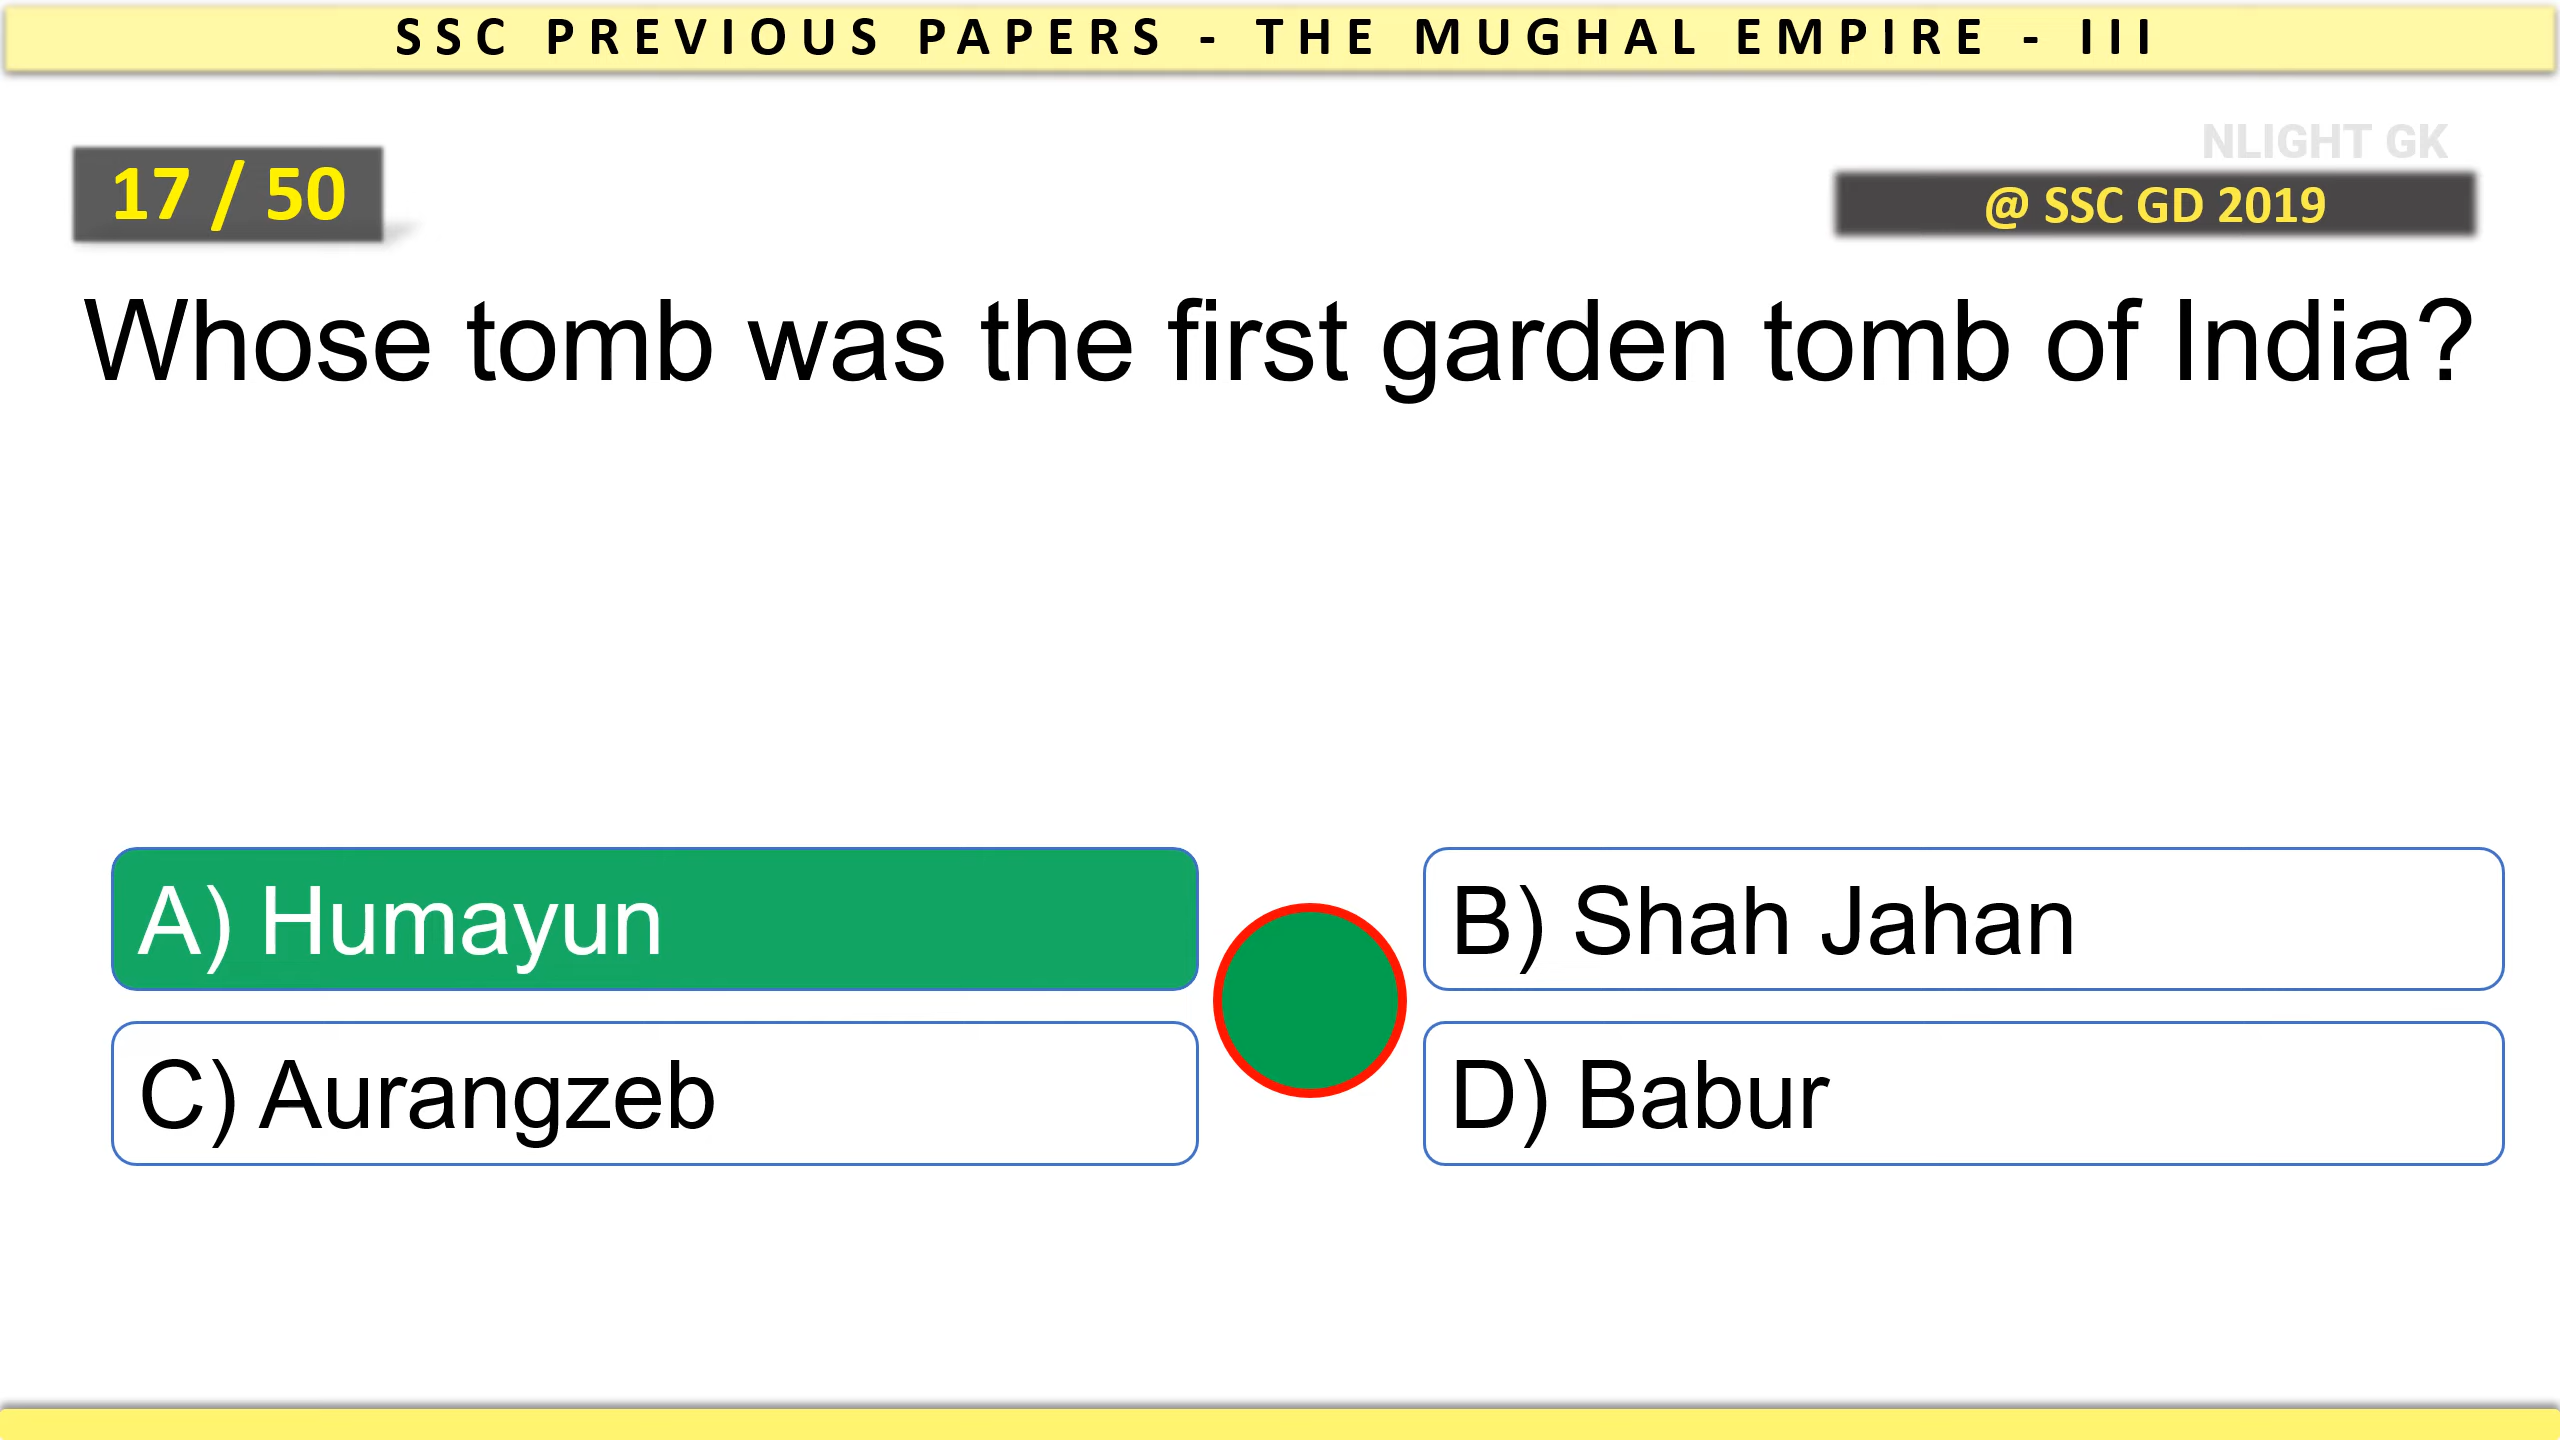 SSC PREVIOUS PAPERS - THE MUGHAL EMPIRE - III
NLIGHT GK
17 / 50
@ SSC GD 2019
Whose tomb was the first garden tomb of India?
A) Humayun
B) Shah Jahan
C) Aurangzeb
D) Babur